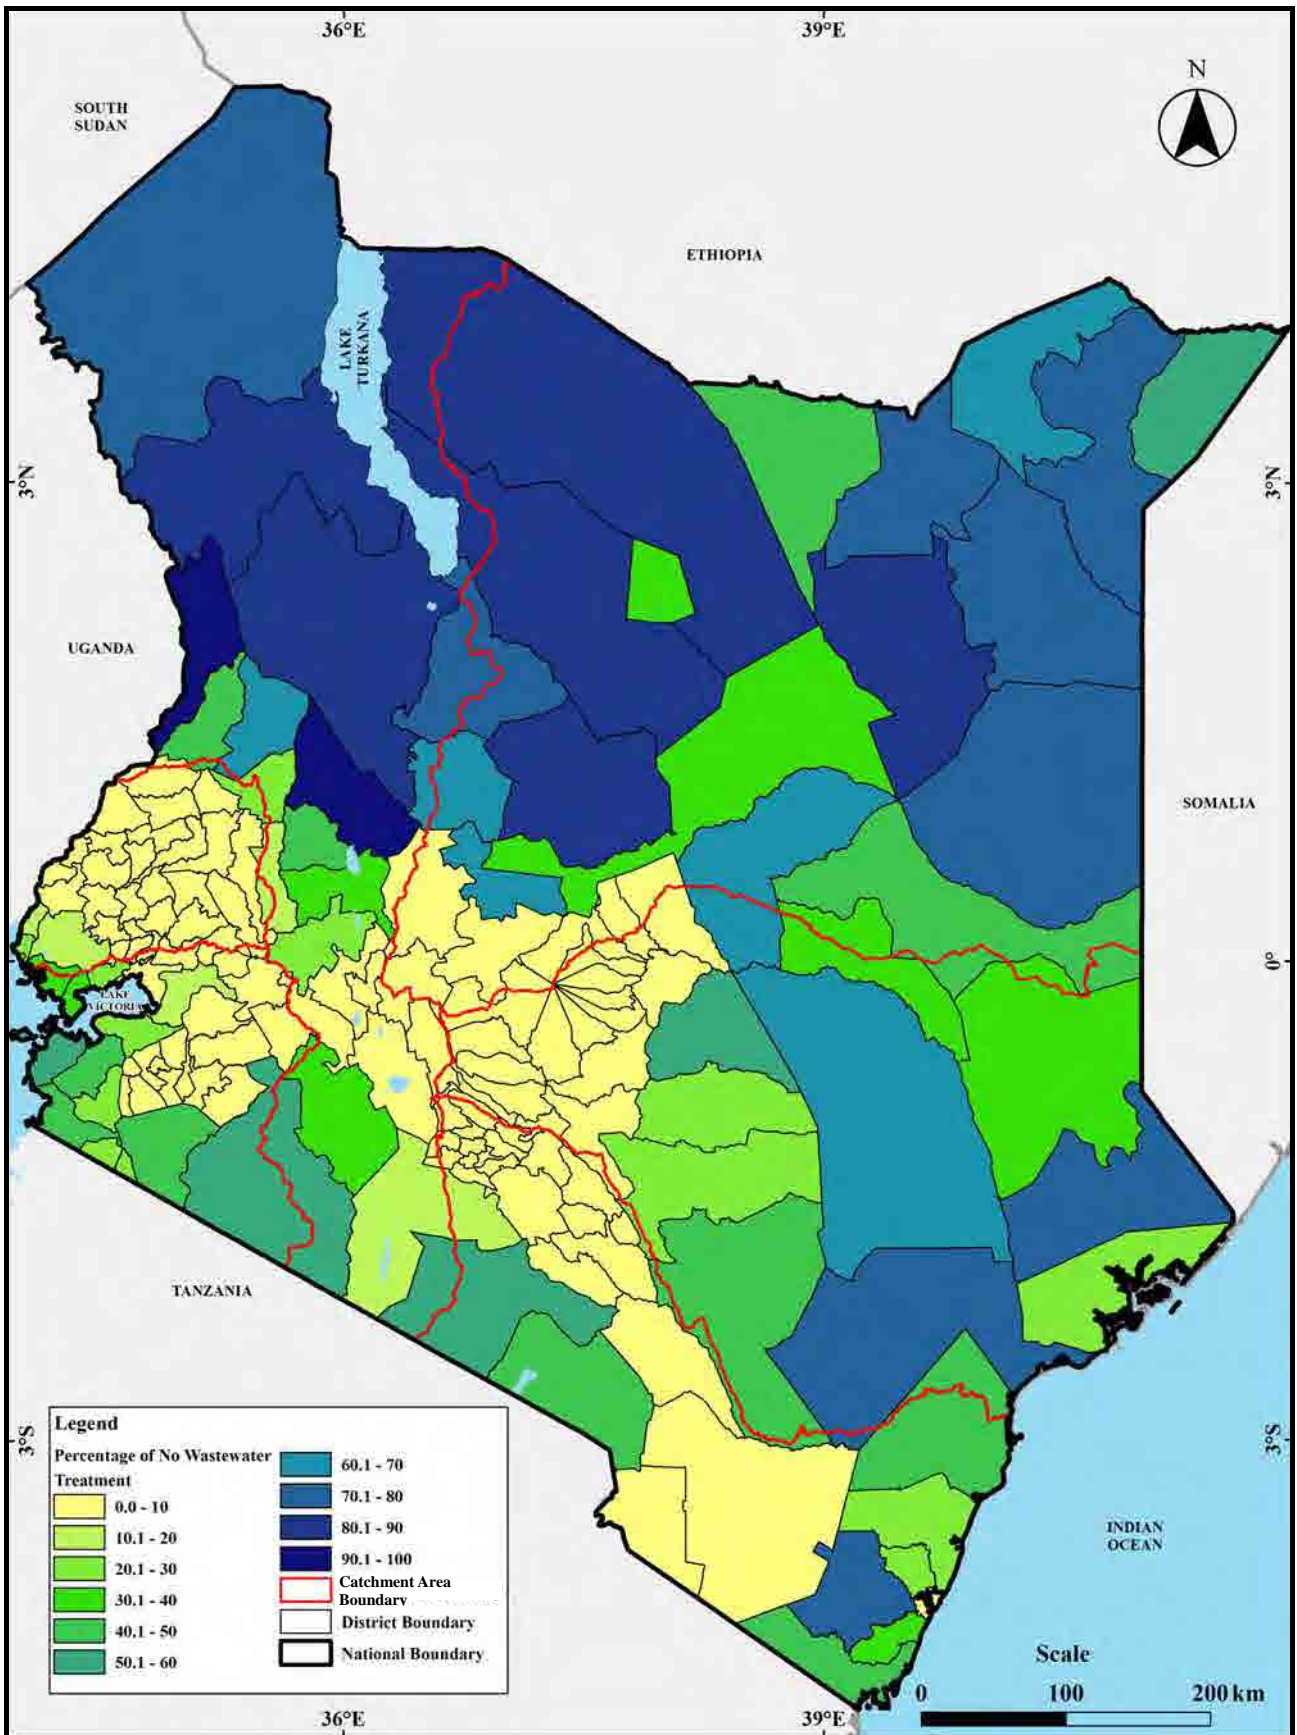 36°E
39°E
N
SOUTH
SUDAN
ETHIOPIA
LAKE
TURKANA
3°N
3°N
UGANDA
SOMALIA
0°
LAKE
VICTORIA
TANZANIA
INDIAN
OCEAN
3°S
3°S
Legend
Percentage of No Wastewater
Treatment
0.0 - 10
10.1 - 20
20.1 - 30
30.1 - 40
40.1 - 50
50.1 - 60
60.1 - 70
70.1 - 80
80.1 - 90
90.1 - 100
Catchment Area
Boundary
District Boundary
National Boundary
Scale
0 100 200 km
36°E
39°E